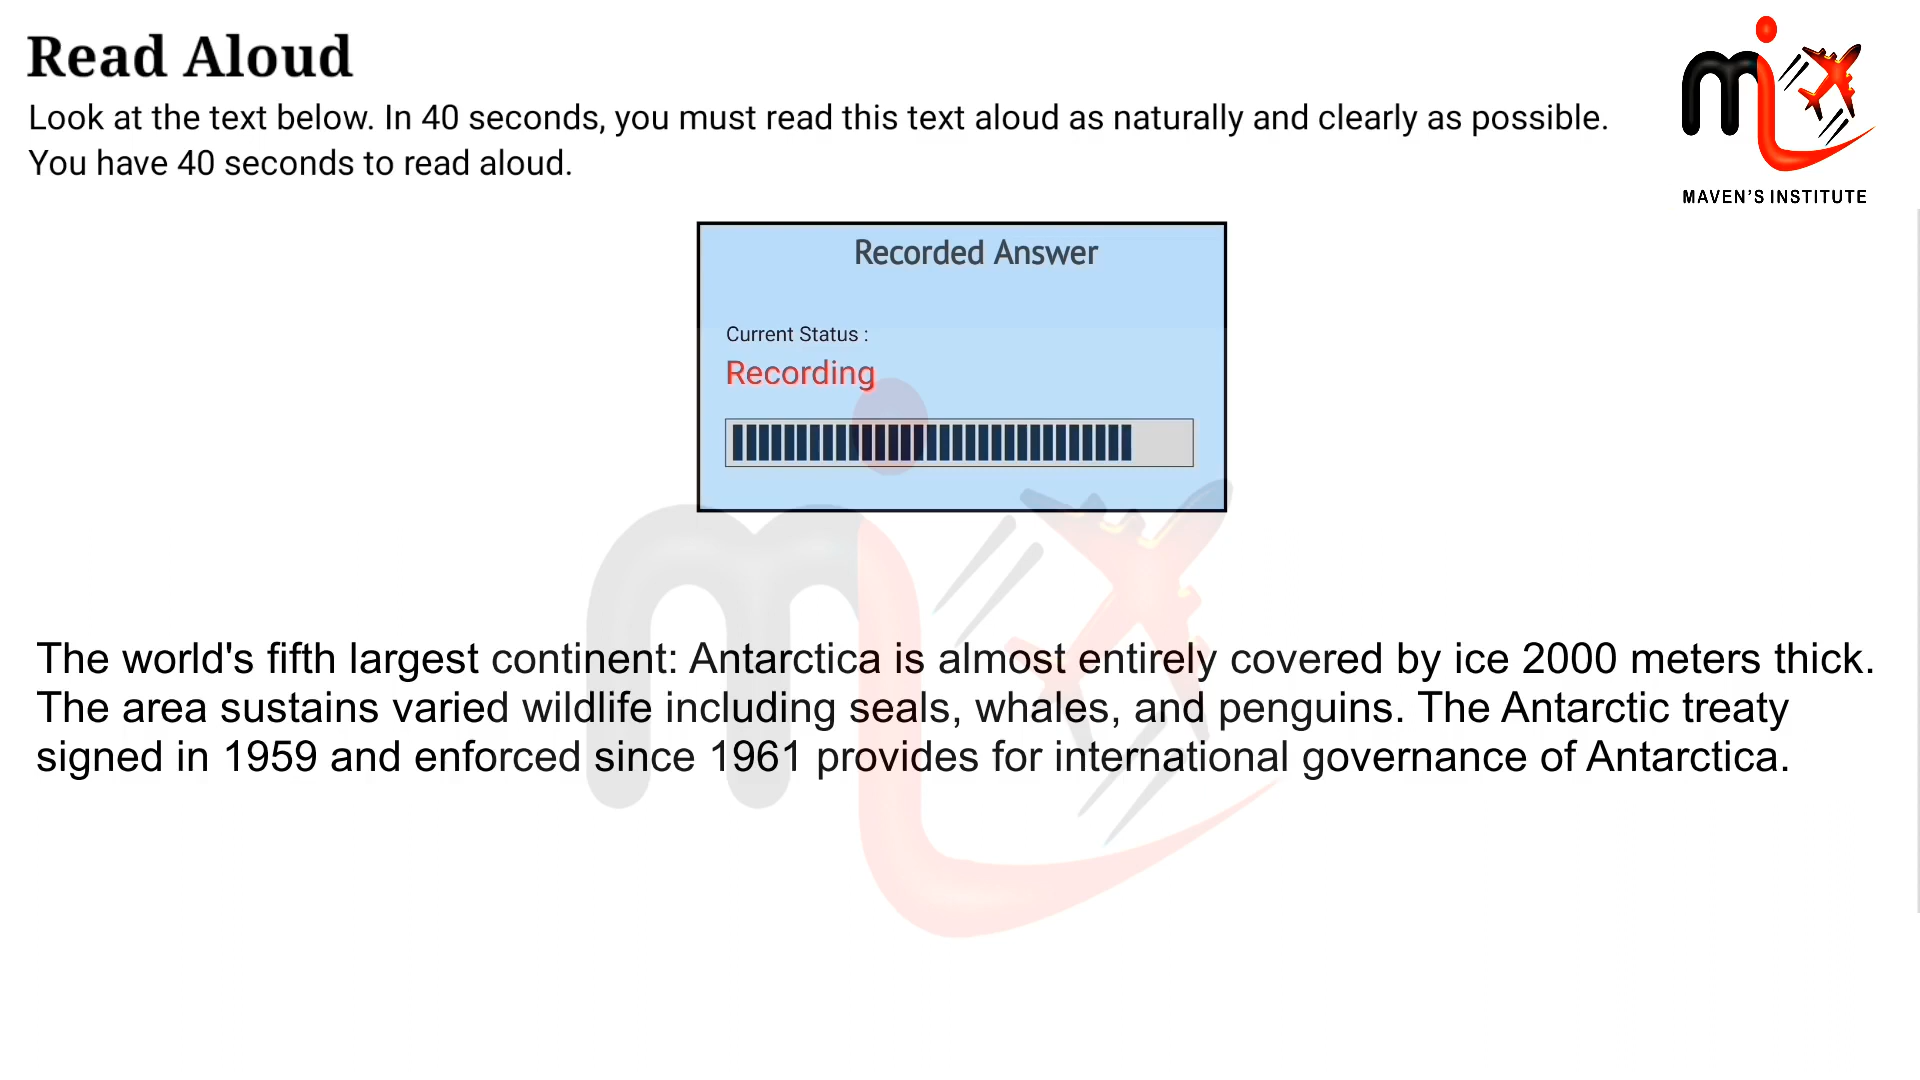 Read Aloud
Look at the text below. In 40 seconds, you must read this text aloud as naturally and clearly as possible.
You have 40 seconds to read aloud.
MAVEN'S INSTITUTE
Recorded Answer
Current Status :
Recording
The world's fifth largest continent: Antarctica is almost entirely covered by ice 2000 meters thick.
The area sustains varied wildlife including seals, whales, and penguins. The Antarctic treaty
signed in 1959 and enforced since 1961 provides for international governance of Antarctica.